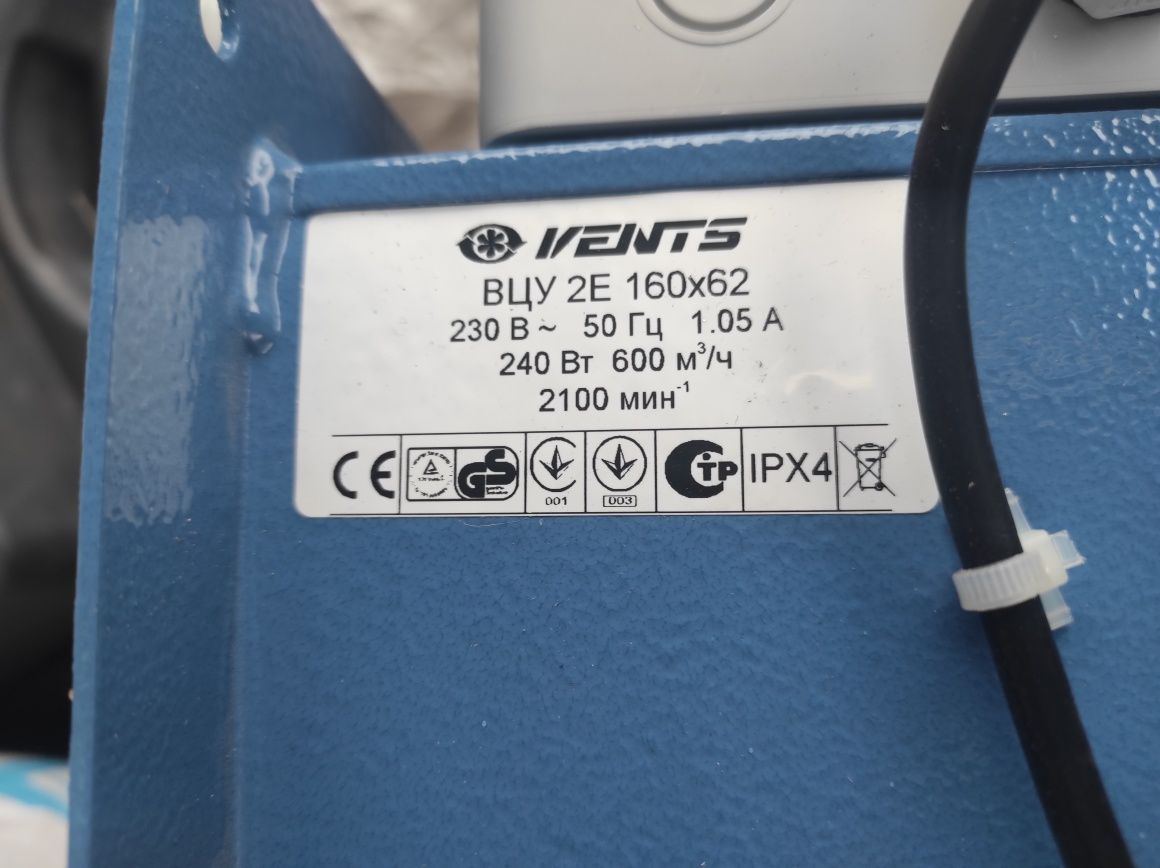 VENTS
ВЦУ 2Е 160х62
230 В ~ 50 Гц 1.05 А
240 Вт 600 м³/ч
2100 мин⁻¹
CE GS 001 003 СТР IPX4